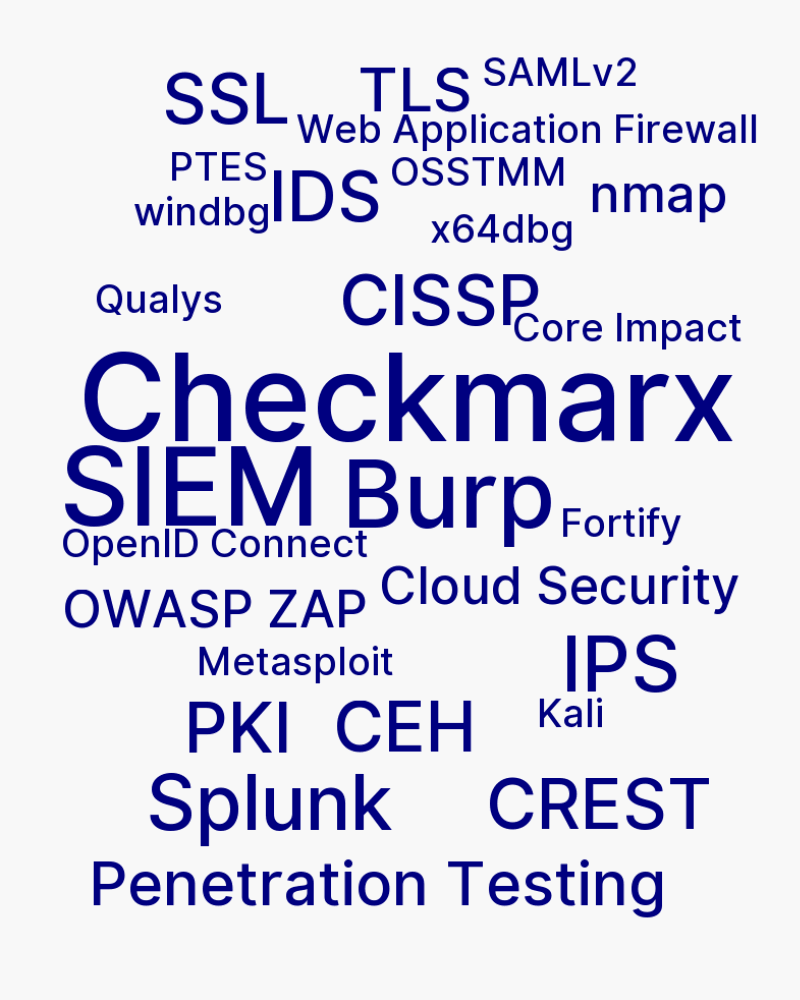 SSL TLS SAMLv2
Web Application Firewall
PTES IDS OSSTMM nmap
windbg x64dbg
Qualys CISSP
Core Impact
Checkmarx
SIEM Burp Fortify
OpenID Connect
Cloud Security
OWASP ZAP
Metasploit IPS
PKI CEH Kali
Splunk CREST
Penetration Testing